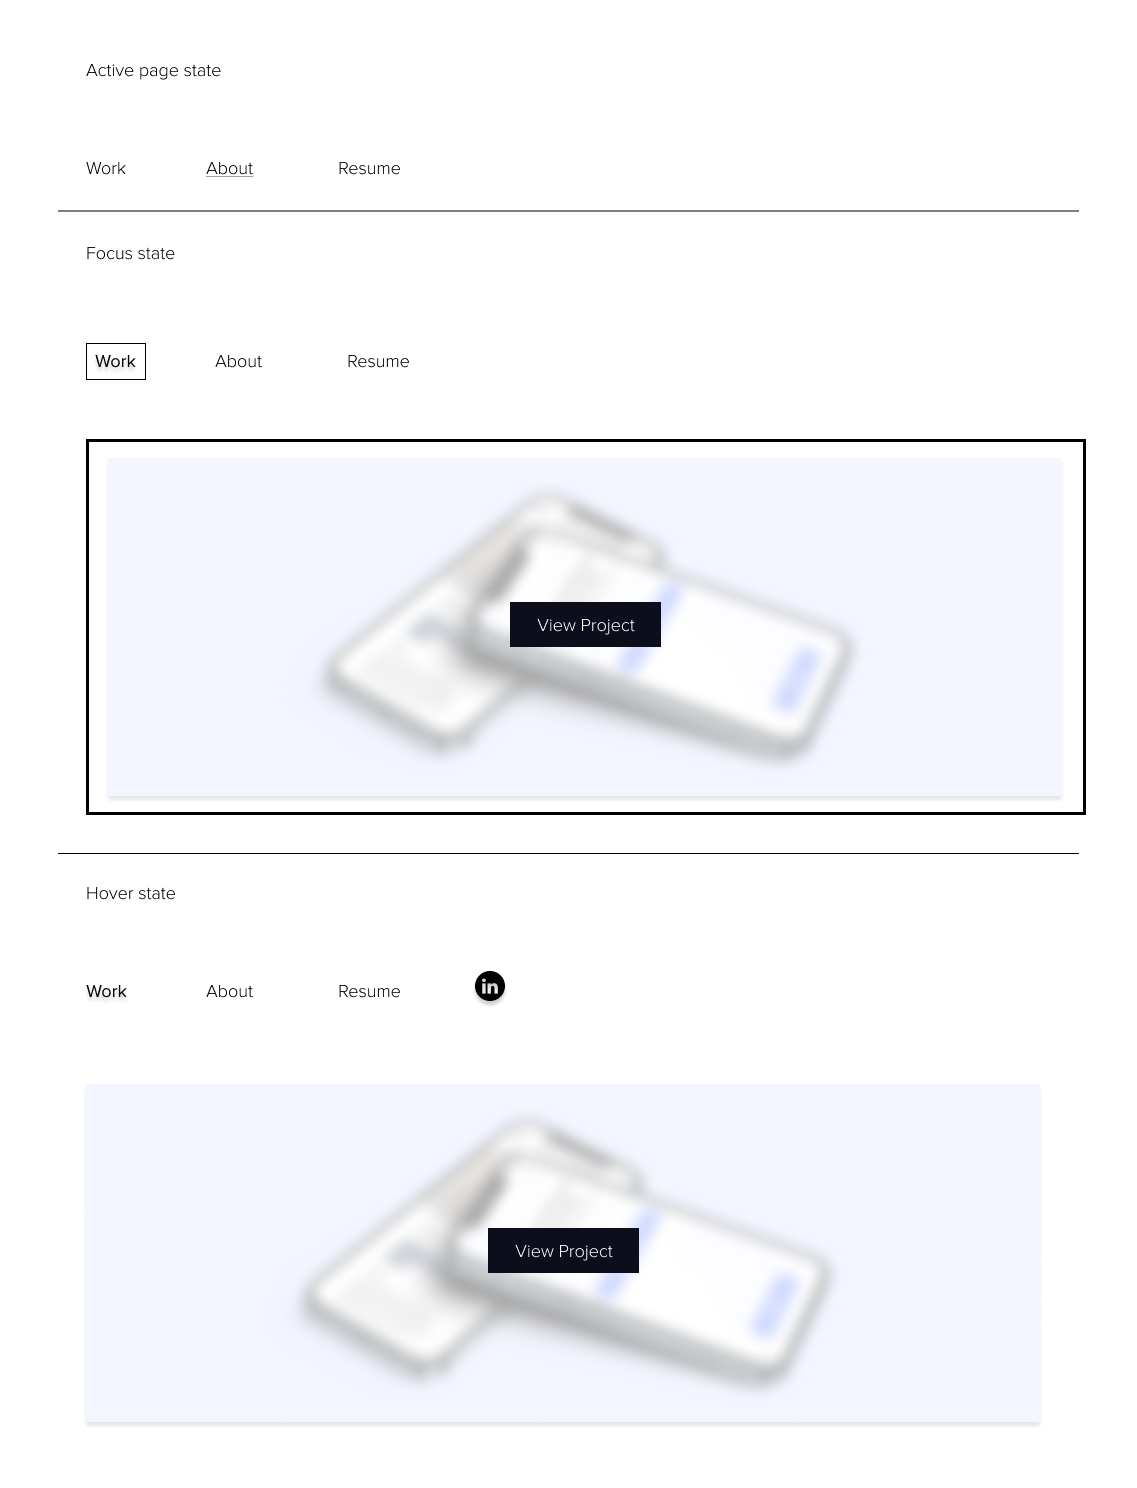 Active page state
Work About Resume
Focus state
Work About Resume
View Project
Hover state
Work About Resume in
View Project